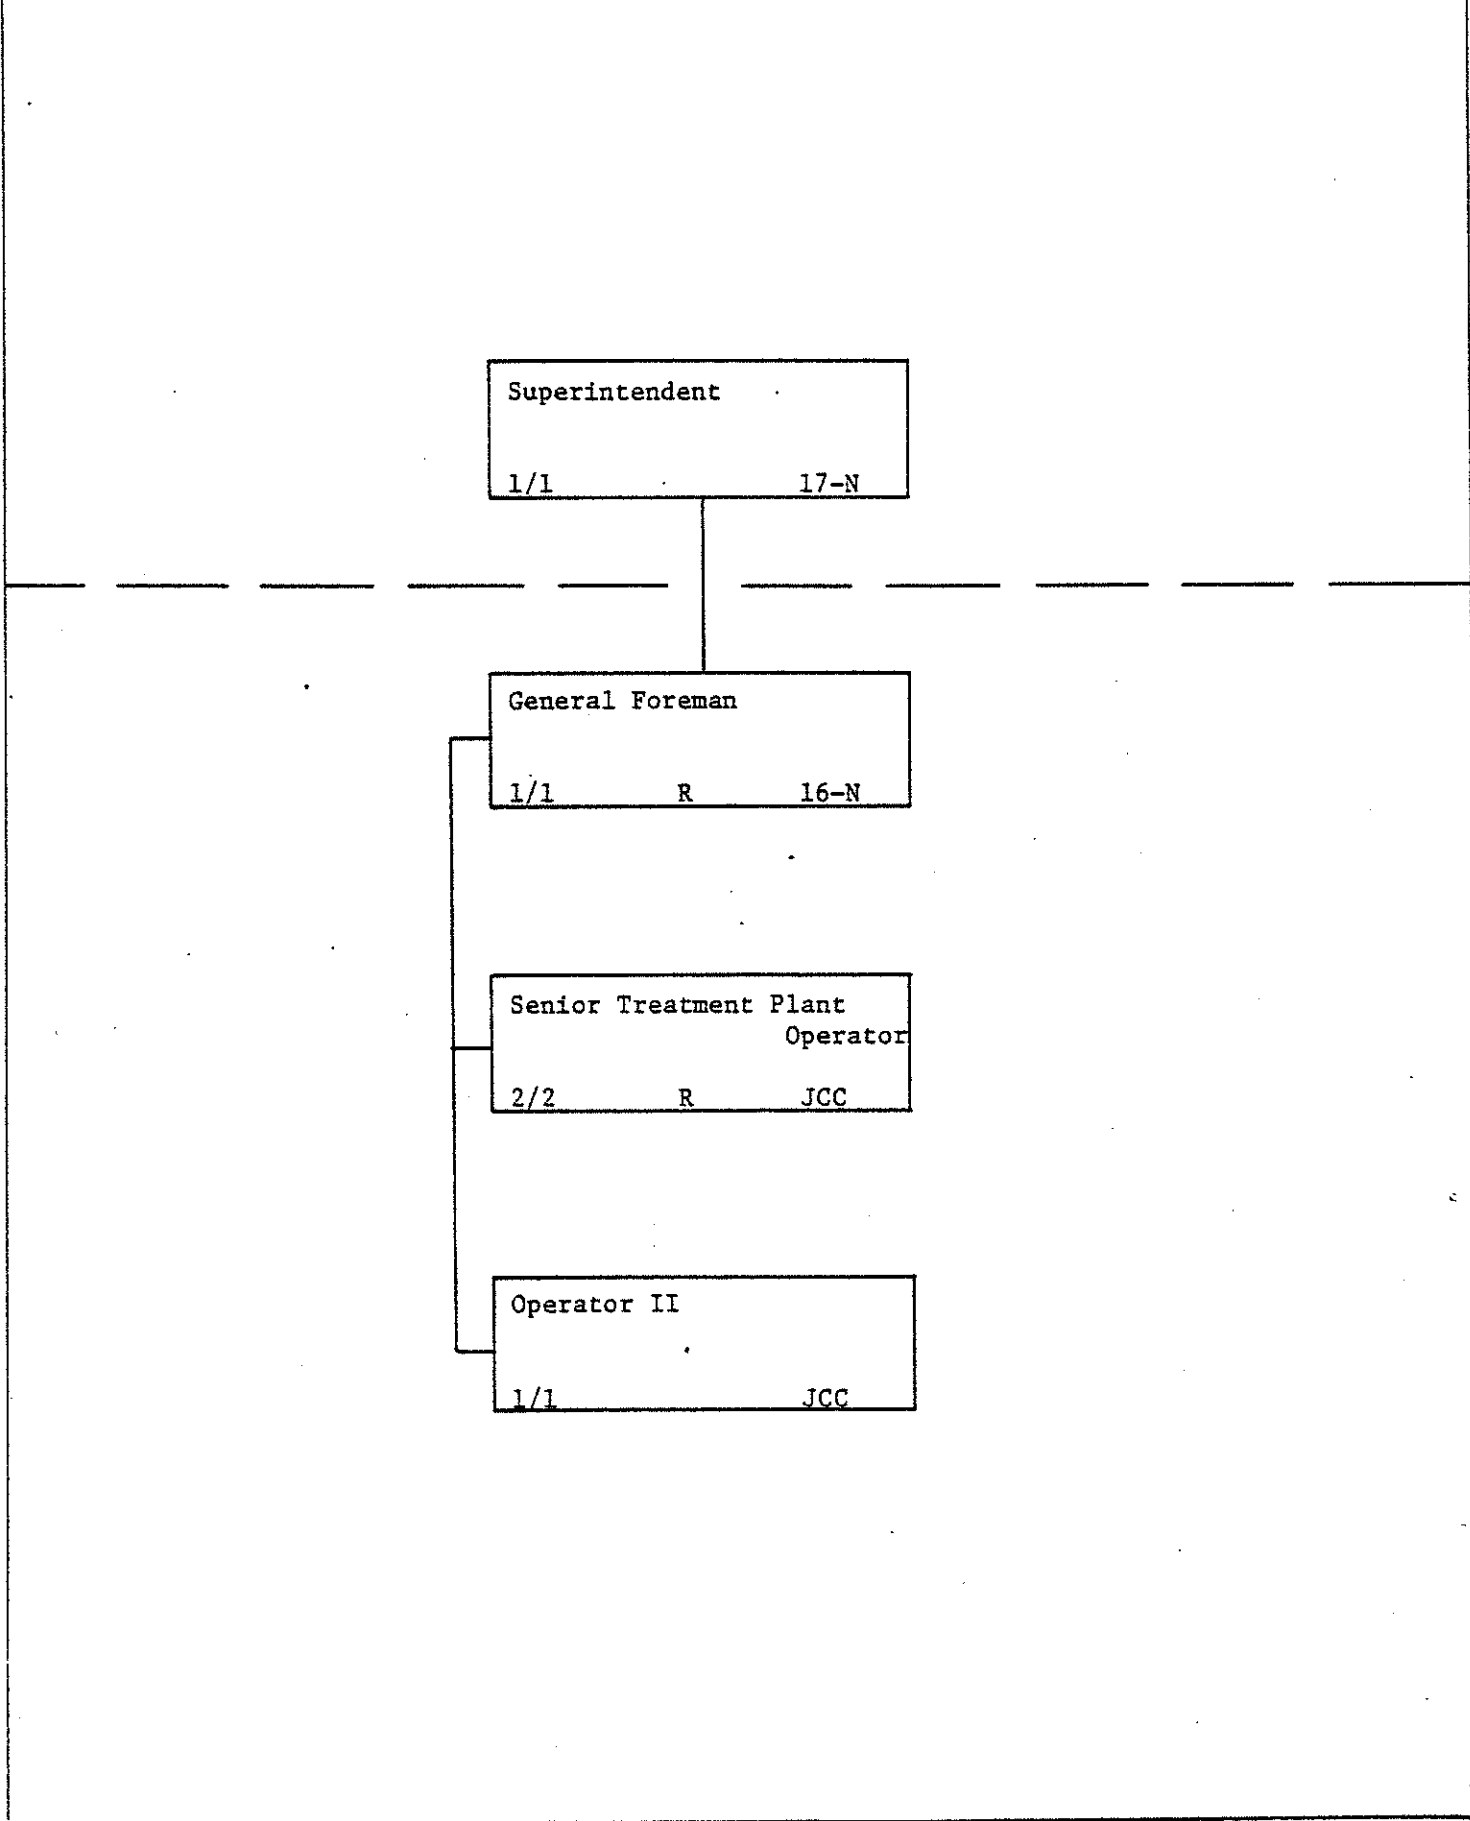 Superintendent
1/1 17-N
General Foreman
1/1 R 16-N
Senior Treatment Plant
Operator
2/2 R JCC
Operator II
1/1 JCC